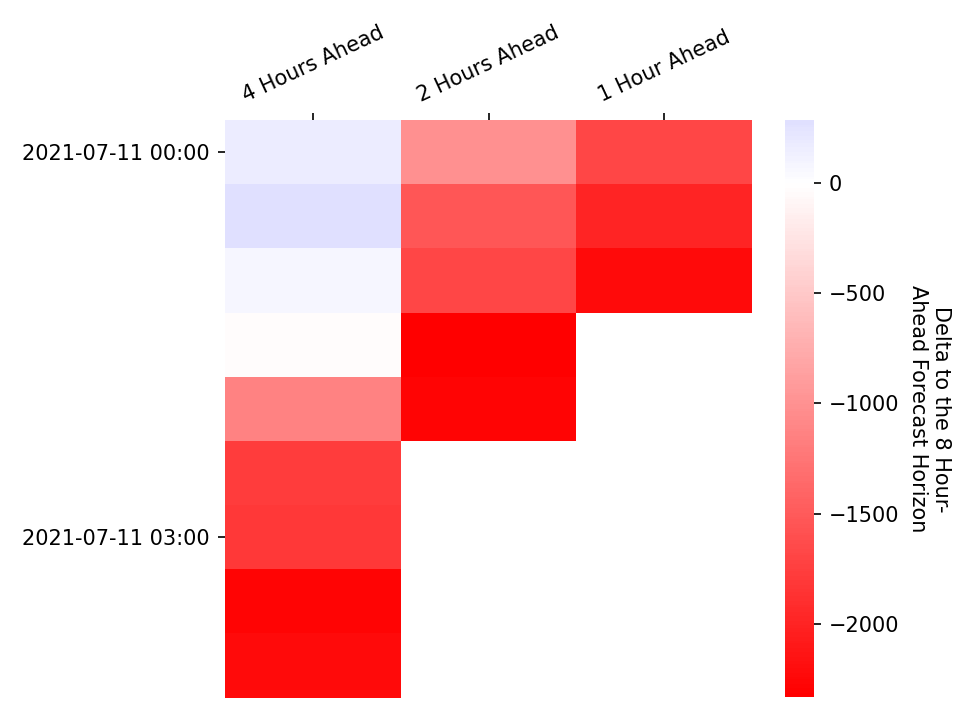 4 Hours Ahead
2 Hours Ahead
1 Hour Ahead
2021-07-11 00:00
2021-07-11 03:00
0
−500
−1000
−1500
−2000
Delta to the 8 Hour-
Ahead Forecast Horizon